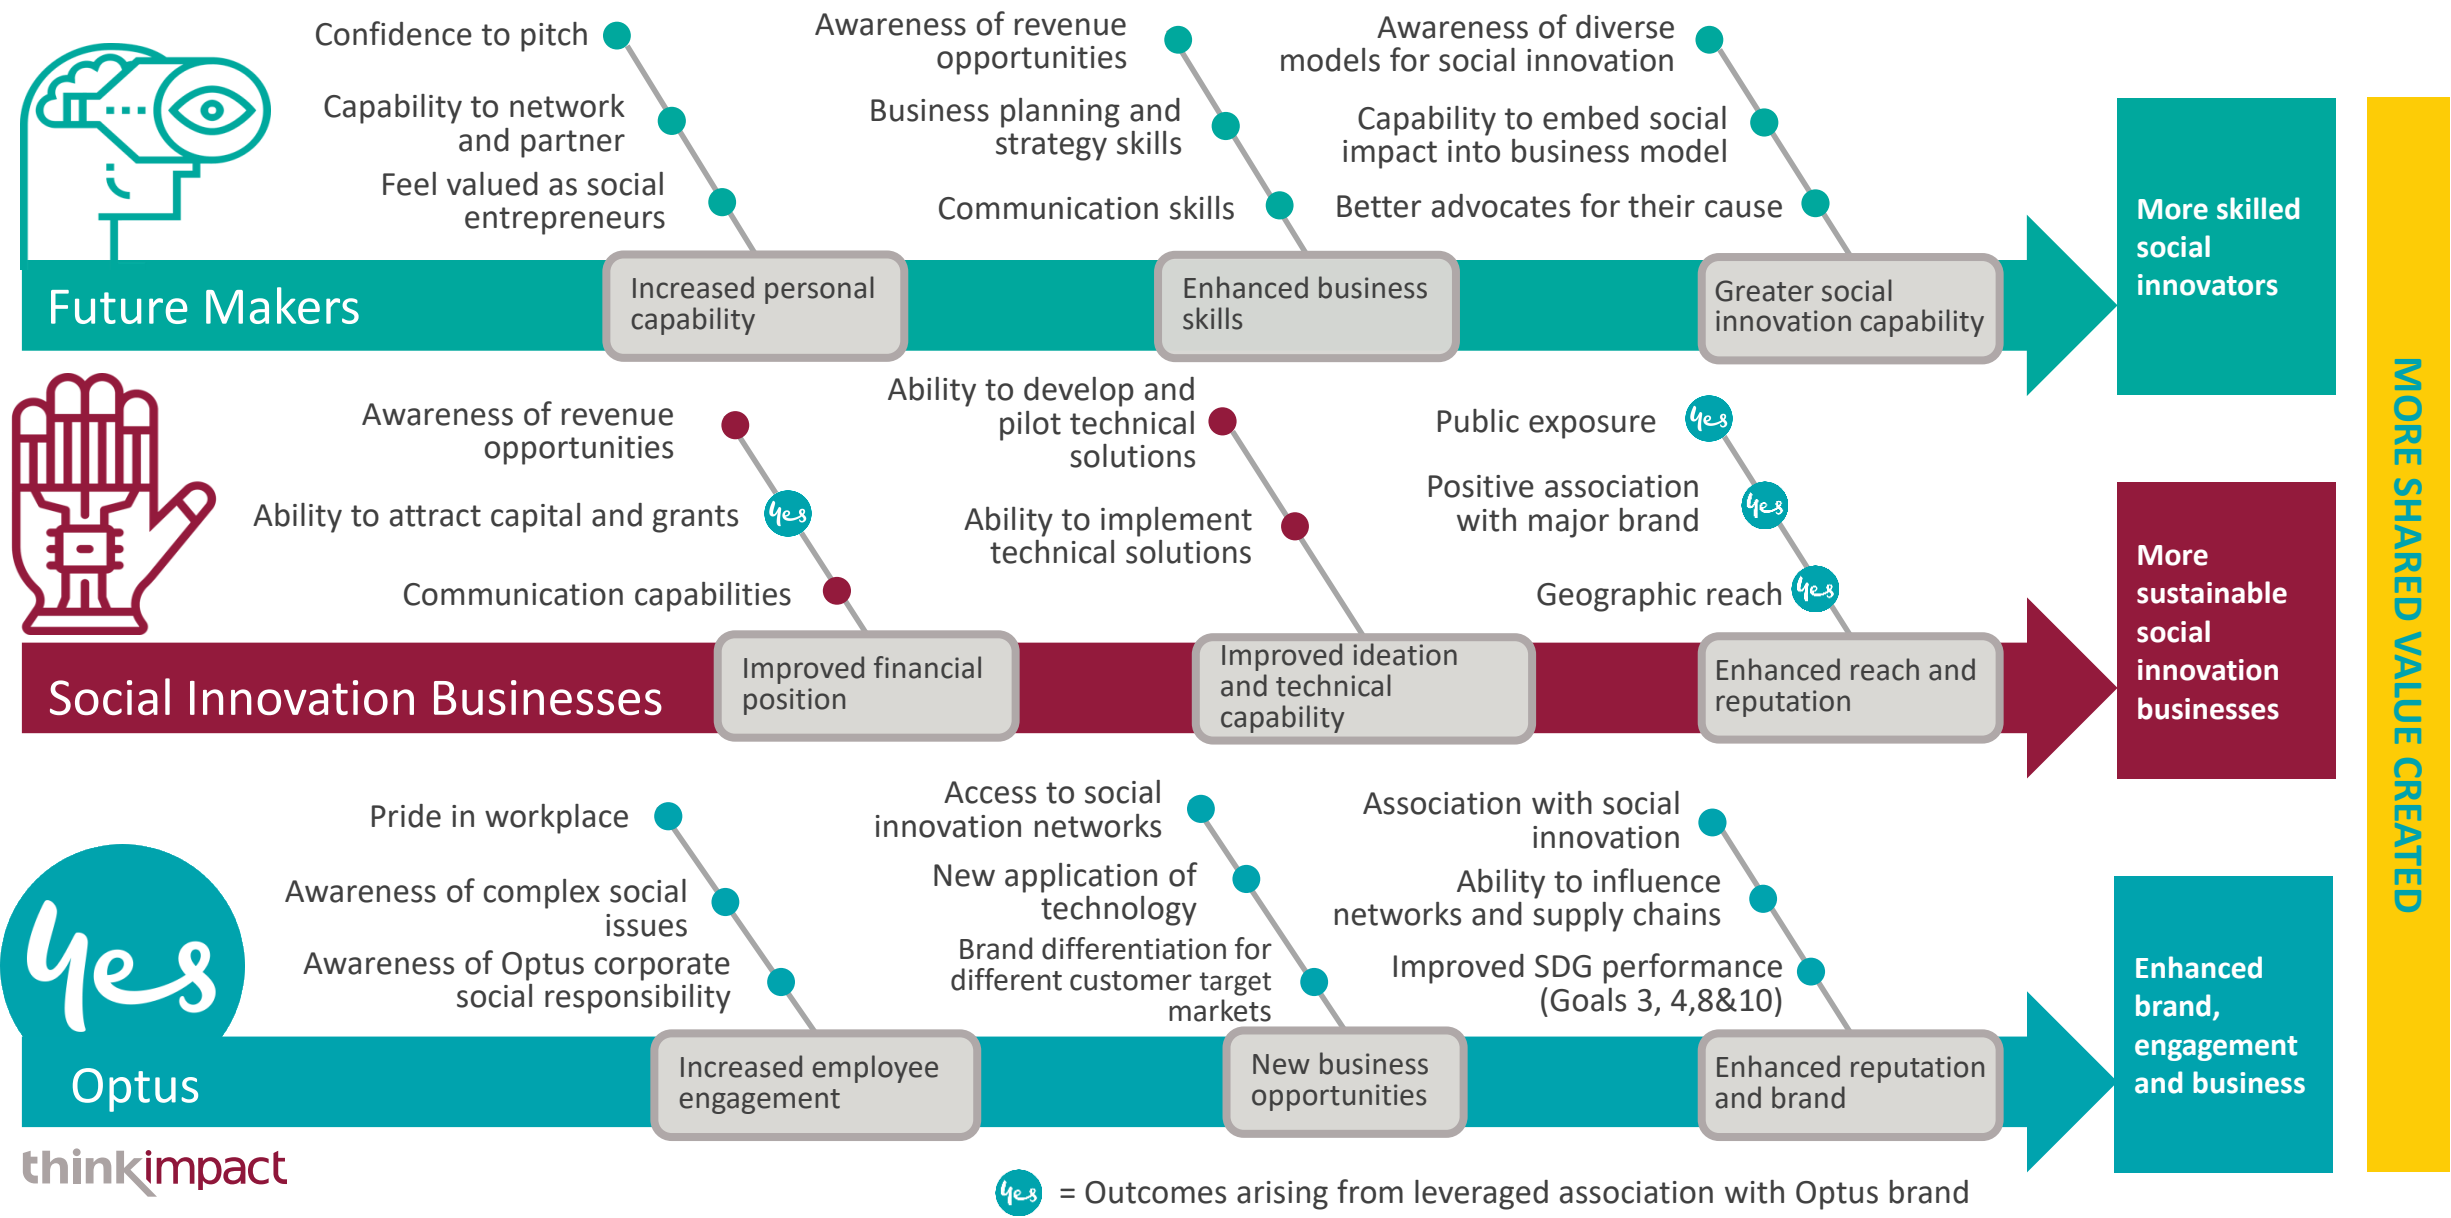 Confidence to pitch
Capability to network
and partner
Feel valued as social
entrepreneurs
Awareness of revenue
opportunities
Business planning and
strategy skills
Communication skills
Awareness of diverse
models for social innovation
Capability to embed social
impact into business model
Better advocates for their cause
Future Makers
Increased personal
capability
Enhanced business
skills
Greater social
innovation capability
More skilled
social
innovators
Awareness of revenue
opportunities
Ability to attract capital and grants
yes
Communication capabilities
Ability to develop and
pilot technical
solutions
Ability to implement
technical solutions
Public exposure
yes
Positive association
with major brand
yes
Geographic reach
yes
Social Innovation Businesses
Improved financial
position
Improved ideation
and technical
capability
Enhanced reach and
reputation
More
sustainable
social
innovation
businesses
Pride in workplace
Awareness of complex social
issues
Awareness of Optus corporate
social responsibility
Access to social
innovation networks
New application of
technology
Brand differentiation for
different customer target
markets
Association with social
innovation
Ability to influence
networks and supply chains
Improved SDG performance
(Goals 3, 4,8&10)
yes
Optus
Increased employee
engagement
New business
opportunities
Enhanced reputation
and brand
Enhanced
brand,
engagement
and business
MORE SHARED VALUE CREATED
thinkimpact
yes = Outcomes arising from leveraged association with Optus brand